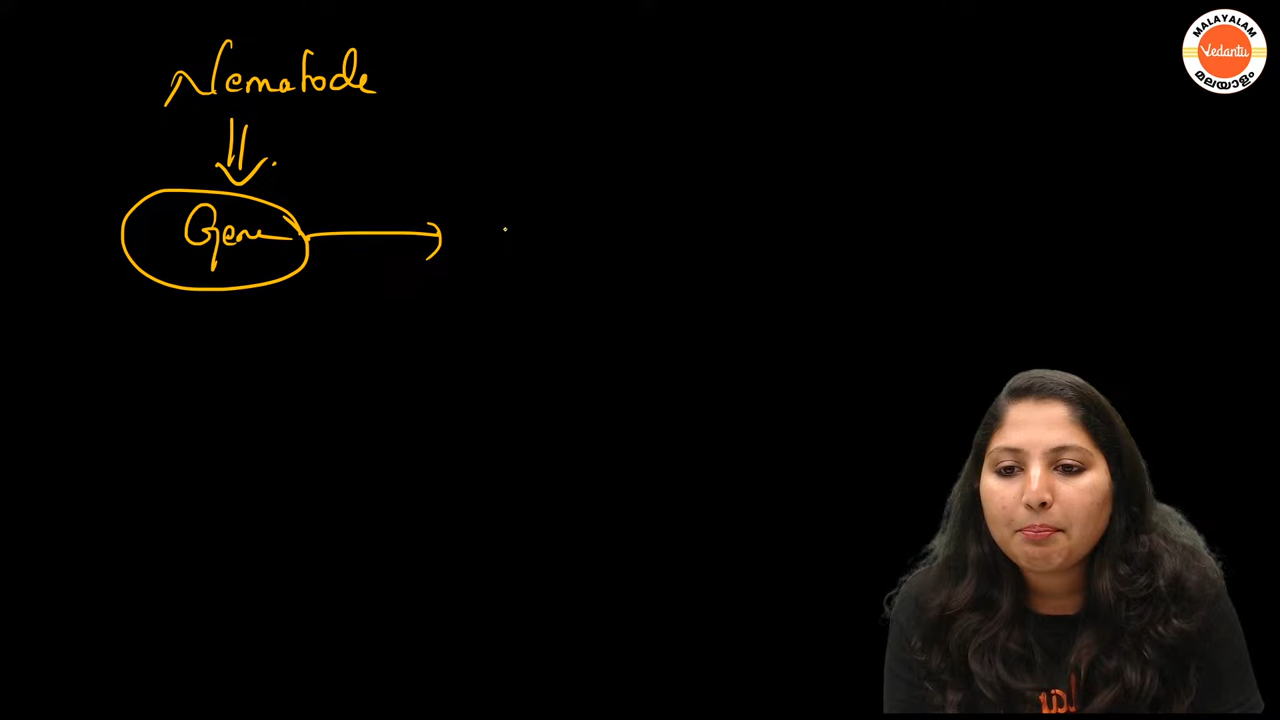 Nematode
Gene
MALAYALAM
Vedantu
മലയാളം